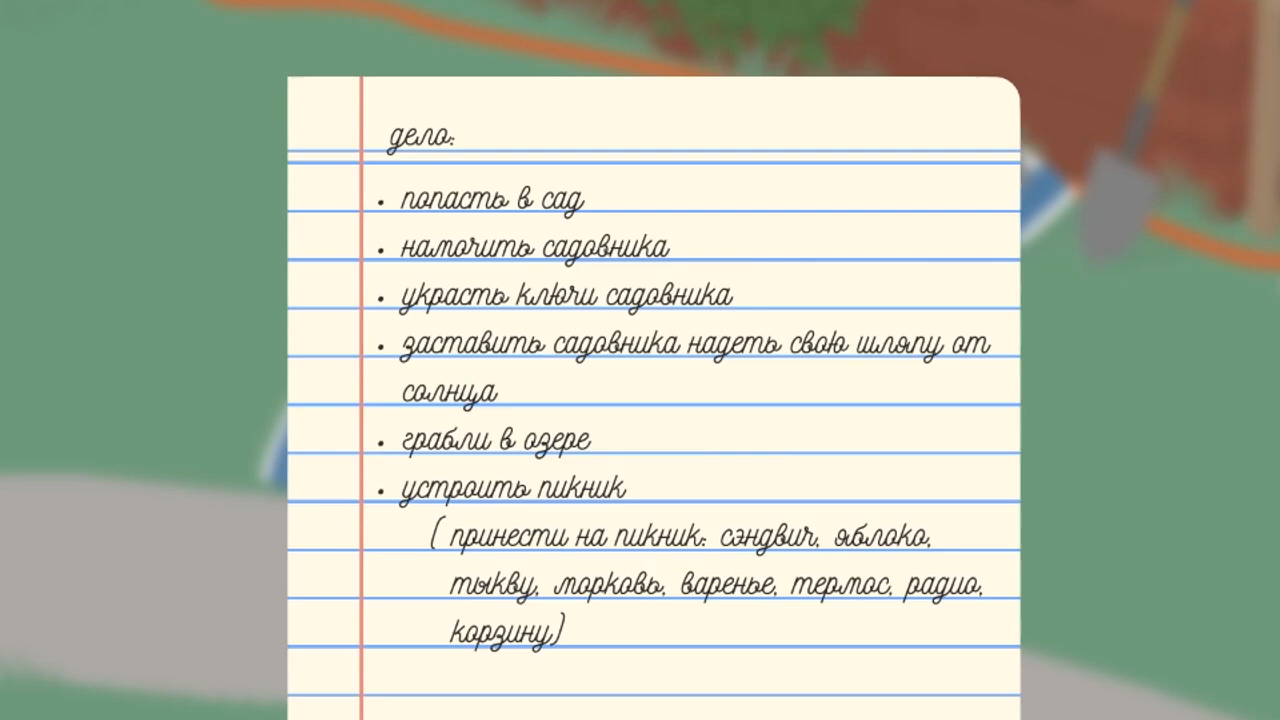 дело:
• попасть в сад
• намочить садовника
• украсть ключи садовника
• заставить садовника надеть свою шляпу от
солнца
• грабли в озере
• устроить пикник
( принести на пикник: сэндвич, яблоко,
тыкву, морковь, варенье, термос, радио,
корзину)